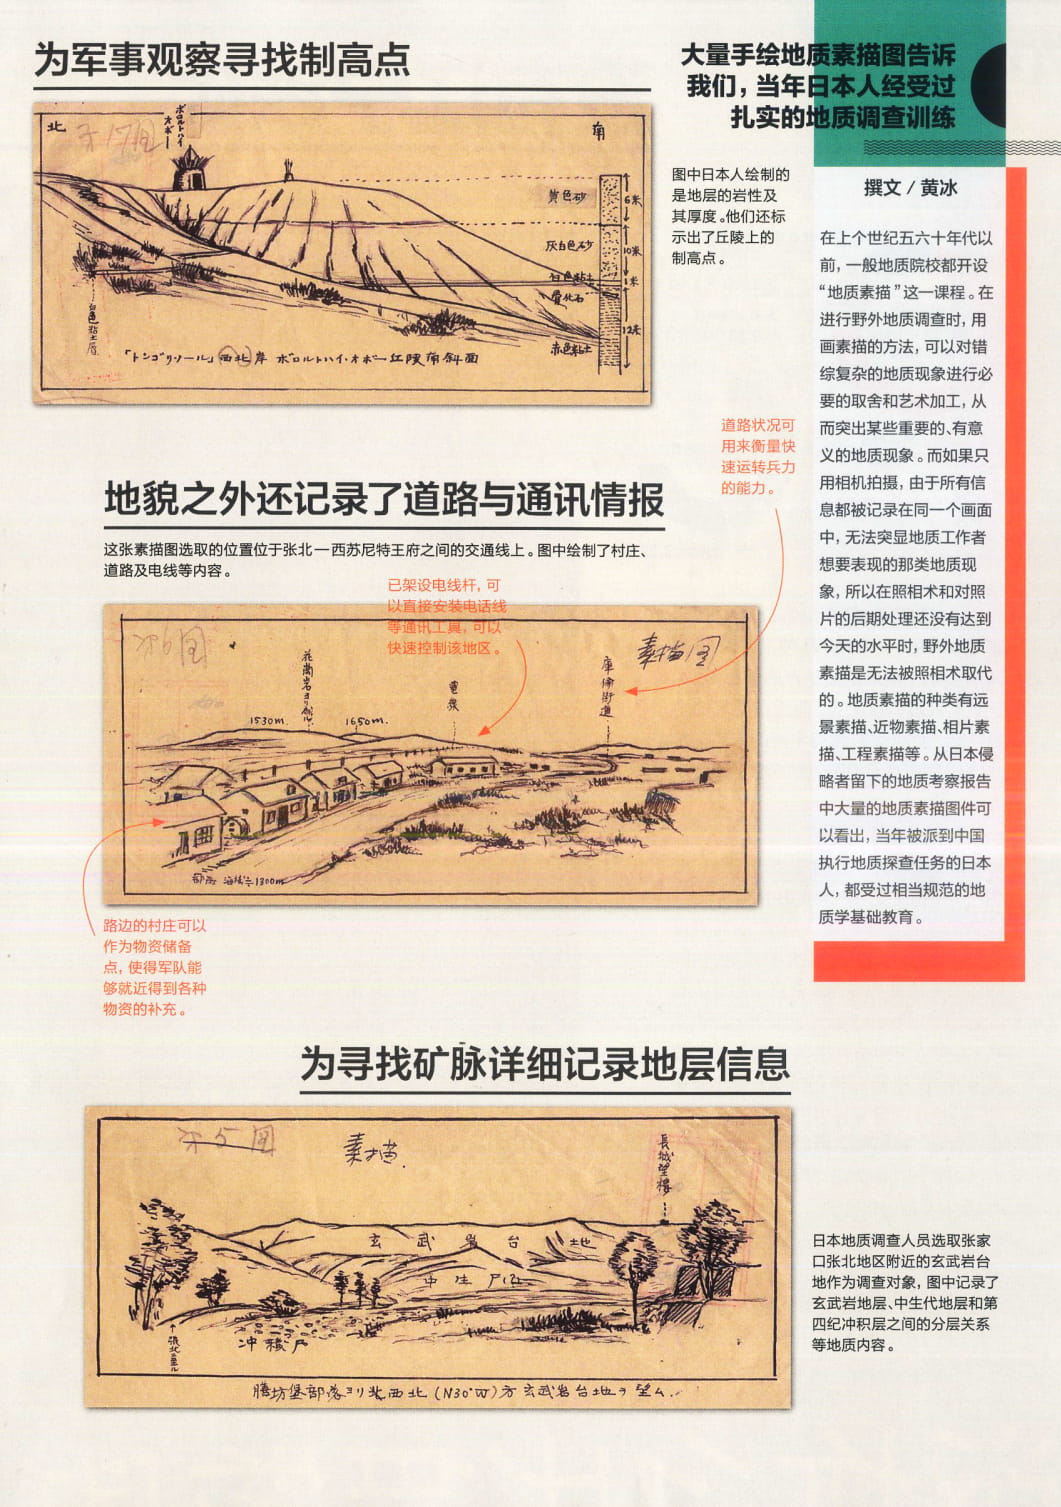 为军事观察寻找制高点
大量手绘地质素描图告诉
我们，当年日本人经受过
扎实的地质调查训练
撰文 / 黄冰
图中日本人绘制的
是地层的岩性及
其厚度。他们还标
示出了丘陵上的
制高点。
北
南
オ17図
ボロルトハイ
オボー
黄色砂
6米
灰白色砂
10米
白色粘土
1米
骨化石
12米
赤色粘土
白色粘土層
「トンゴリ・ノール」西北岸 ボロルトハイ・オボー丘陵南斜面
在上个世纪五六十年代以
前，一般地质院校都开设
“地质素描”这一课程。在
进行野外地质调查时，用
画素描的方法，可以对错
综复杂的地质现象进行必
要的取舍和艺术加工，从
而突出某些重要的、有意
义的地质现象。而如果只
用相机拍摄，由于所有信
息都被记录在同一个画面
中，无法突显地质工作者
想要表现的那类地质现
象，所以在照相术和对照
片的后期处理还没有达到
今天的水平时，野外地质
素描是无法被照相术取代
的。地质素描的种类有远
景素描、近物素描、相片素
描、工程素描等。从日本侵
略者留下的地质考察报告
中大量的地质素描图件可
以看出，当年被派到中国
执行地质探查任务的日本
人，都受过相当规范的地
质学基础教育。
道路状况可
用来衡量快
速运转兵力
的能力。
地貌之外还记录了道路与通讯情报
这张素描图选取的位置位于张北—西苏尼特王府之间的交通线上。图中绘制了村庄、
道路及电线等内容。
已架设电线杆，可
以直接安装电话线
等通讯工具，可以
快速控制该地区。
オ6図
素描図
花崗岩ヨリ成ル
電線
庫倫街道
1530m.
1650m.
部落 海抜≒1300m
路边的村庄可以
作为物资储备
点，使得军队能
够就近得到各种
物资的补充。
为寻找矿脉详细记录地层信息
オ5図
素描.
長城望楼
玄武岩台地
中生层
冲積层
張北ニ至ル
膳坊堡部落ヨリ北西北(N30°W)方玄武岩台地ヲ望ム.
日本地质调查人员选取张家
口张北地区附近的玄武岩台
地作为调查对象，图中记录了
玄武岩地层、中生代地层和第
四纪冲积层之间的分层关系
等地质内容。